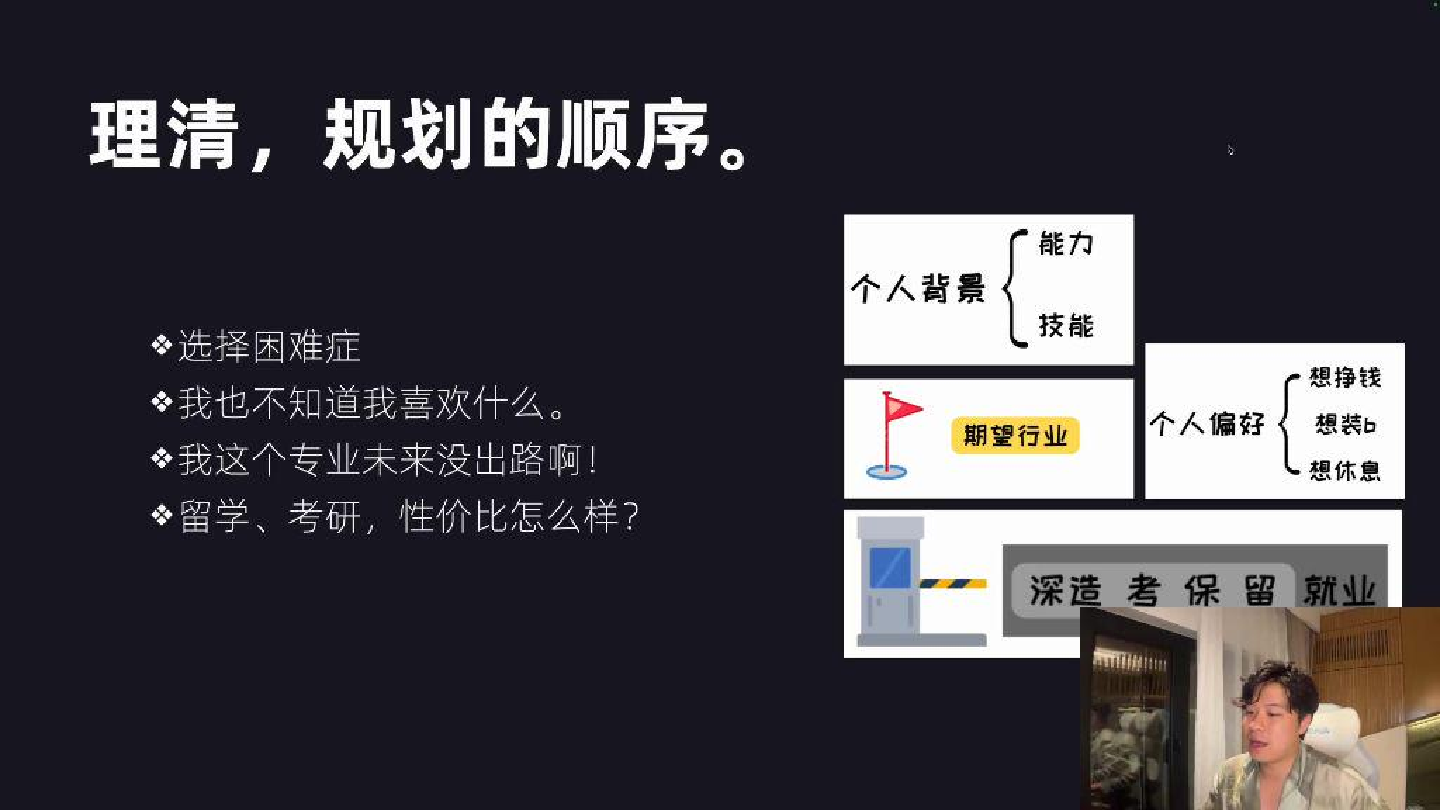 理清，规划的顺序。
❖选择困难症
❖我也不知道我喜欢什么。
❖我这个专业未来没出路啊！
❖留学、考研，性价比怎么样？
个人背景
能力
技能
期望行业
个人偏好
想挣钱
想装b
想休息
深造 考 保 留 就业